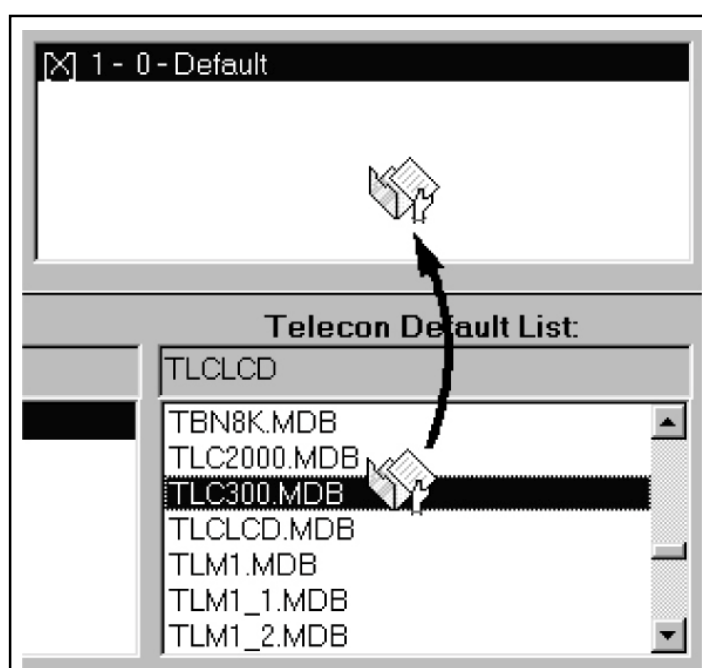 [X] 1 - 0 - Default
Telecon Default List:
TLCLCD
TBN8K.MDB
TLC2000.MDB
TLC300.MDB
TLCLCD.MDB
TLM1.MDB
TLM1_1.MDB
TLM1_2.MDB